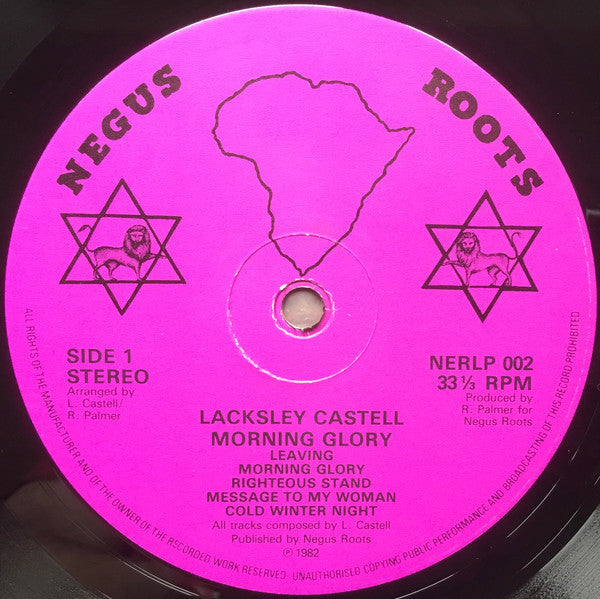 NEGUS ROOTS
SIDE 1
STEREO
Arranged by
L. Castell/
R. Palmer
NERLP 002
33⅓ RPM
Produced by
R. Palmer for
Negus Roots
LACKSLEY CASTELL
MORNING GLORY
LEAVING
MORNING GLORY
RIGHTEOUS STAND
MESSAGE TO MY WOMAN
COLD WINTER NIGHT
All tracks composed by L. Castell
Published by Negus Roots
℗ 1982
ALL RIGHTS OF THE MANUFACTURER AND OF THE OWNER OF THE RECORDED WORK RESERVED. UNAUTHORISED COPYING PUBLIC PERFORMANCE AND BROADCASTING OF THIS RECORD PROHIBITED